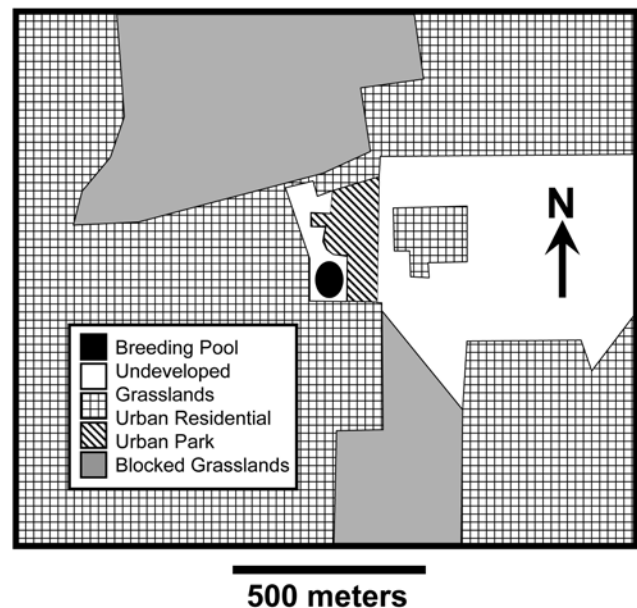 N
Breeding Pool
Undeveloped
Grasslands
Urban Residential
Urban Park
Blocked Grasslands
500 meters